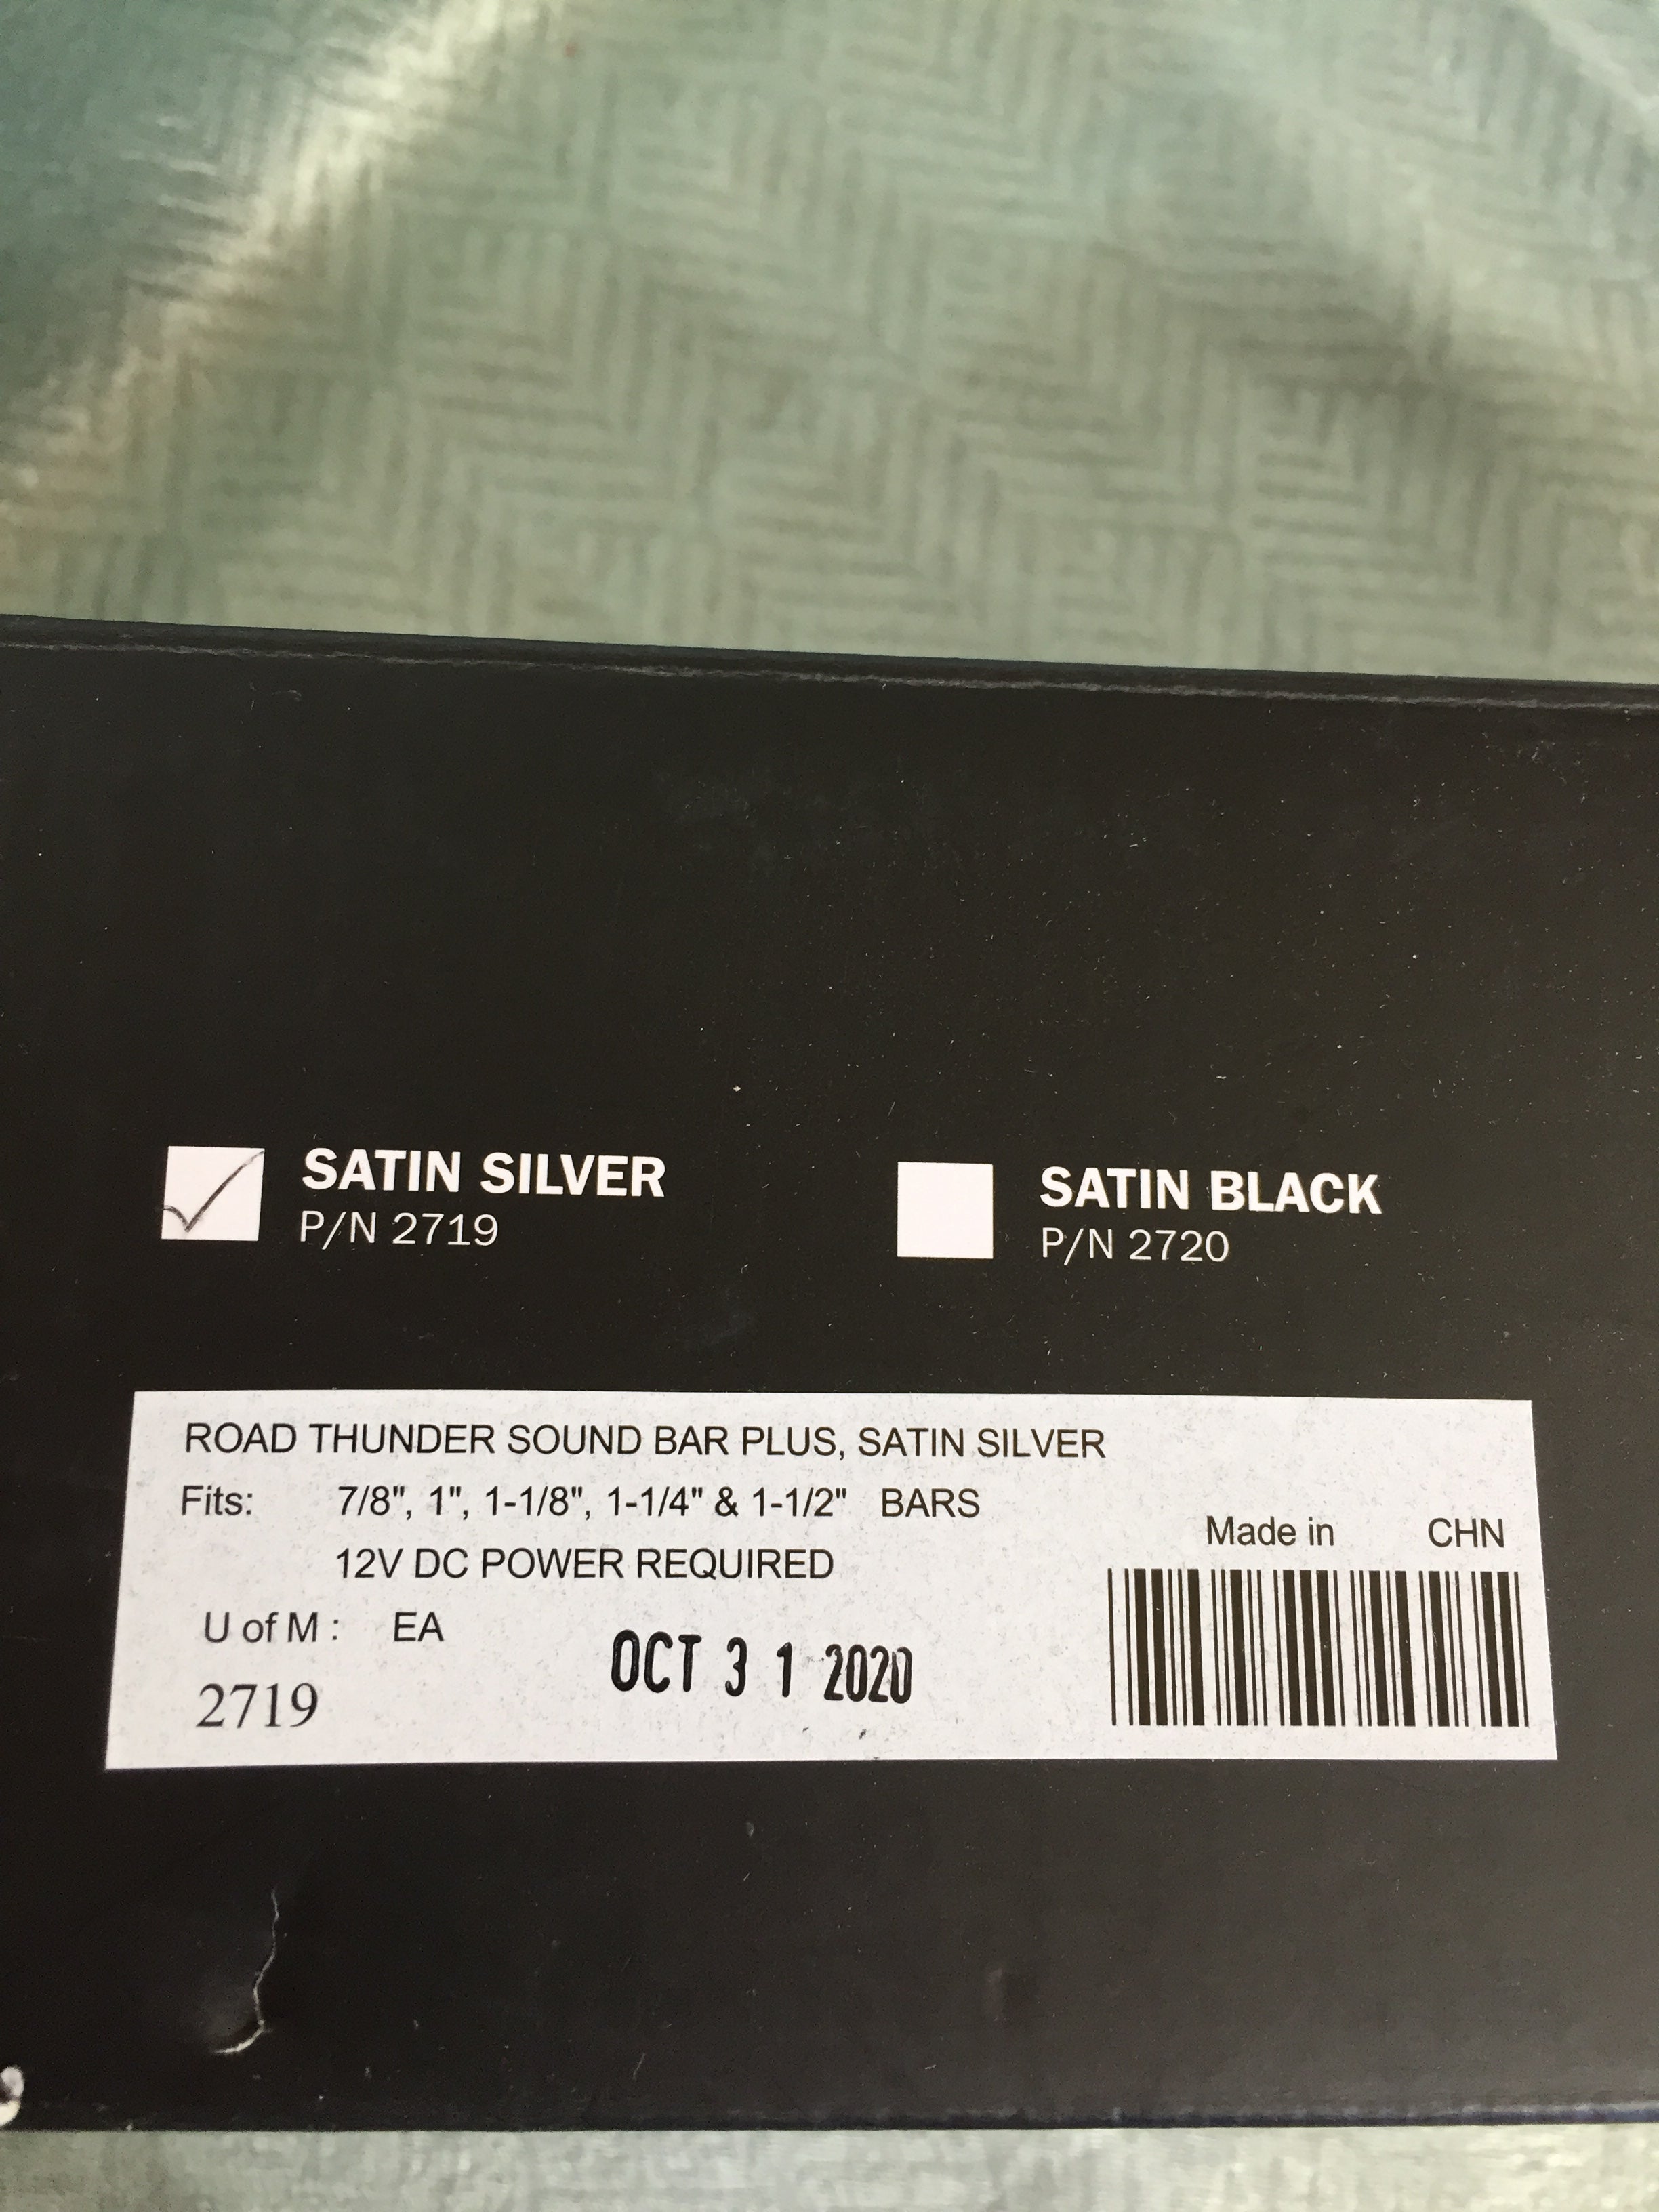 SATIN SILVER
P/N 2719
SATIN BLACK
P/N 2720
ROAD THUNDER SOUND BAR PLUS, SATIN SILVER
Fits: 7/8", 1", 1-1/8", 1-1/4" & 1-1/2" BARS
12V DC POWER REQUIRED
Made in CHN
U of M : EA
OCT 3 1 2020
2719